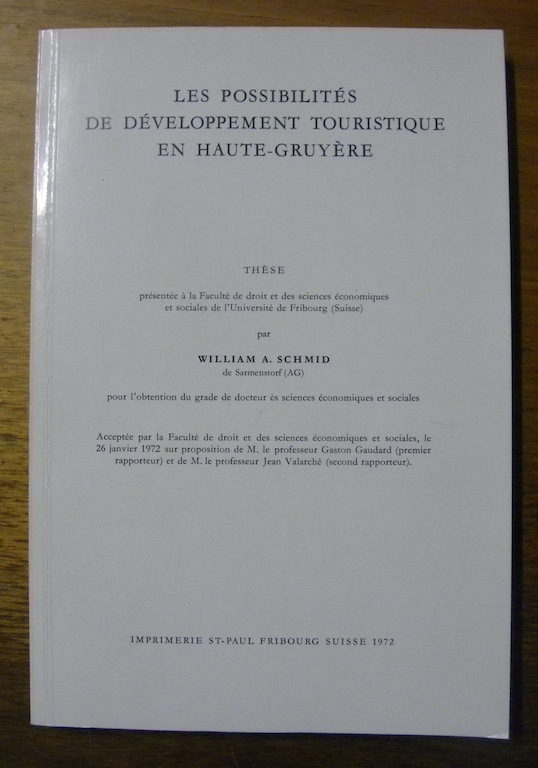 LES POSSIBILITÉS
DE DÉVELOPPEMENT TOURISTIQUE
EN HAUTE-GRUYÈRE
THÈSE
présentée à la Faculté de droit et des sciences économiques
et sociales de l'Université de Fribourg (Suisse)
par
WILLIAM A. SCHMID
de Sarmenstorf (AG)
pour l'obtention du grade de docteur ès sciences économiques et sociales
Acceptée par la Faculté de droit et des sciences économiques et sociales, le
26 janvier 1972 sur proposition de M. le professeur Gaston Gaudard (premier
rapporteur) et de M. le professeur Jean Valarché (second rapporteur).
IMPRIMERIE ST-PAUL FRIBOURG SUISSE 1972